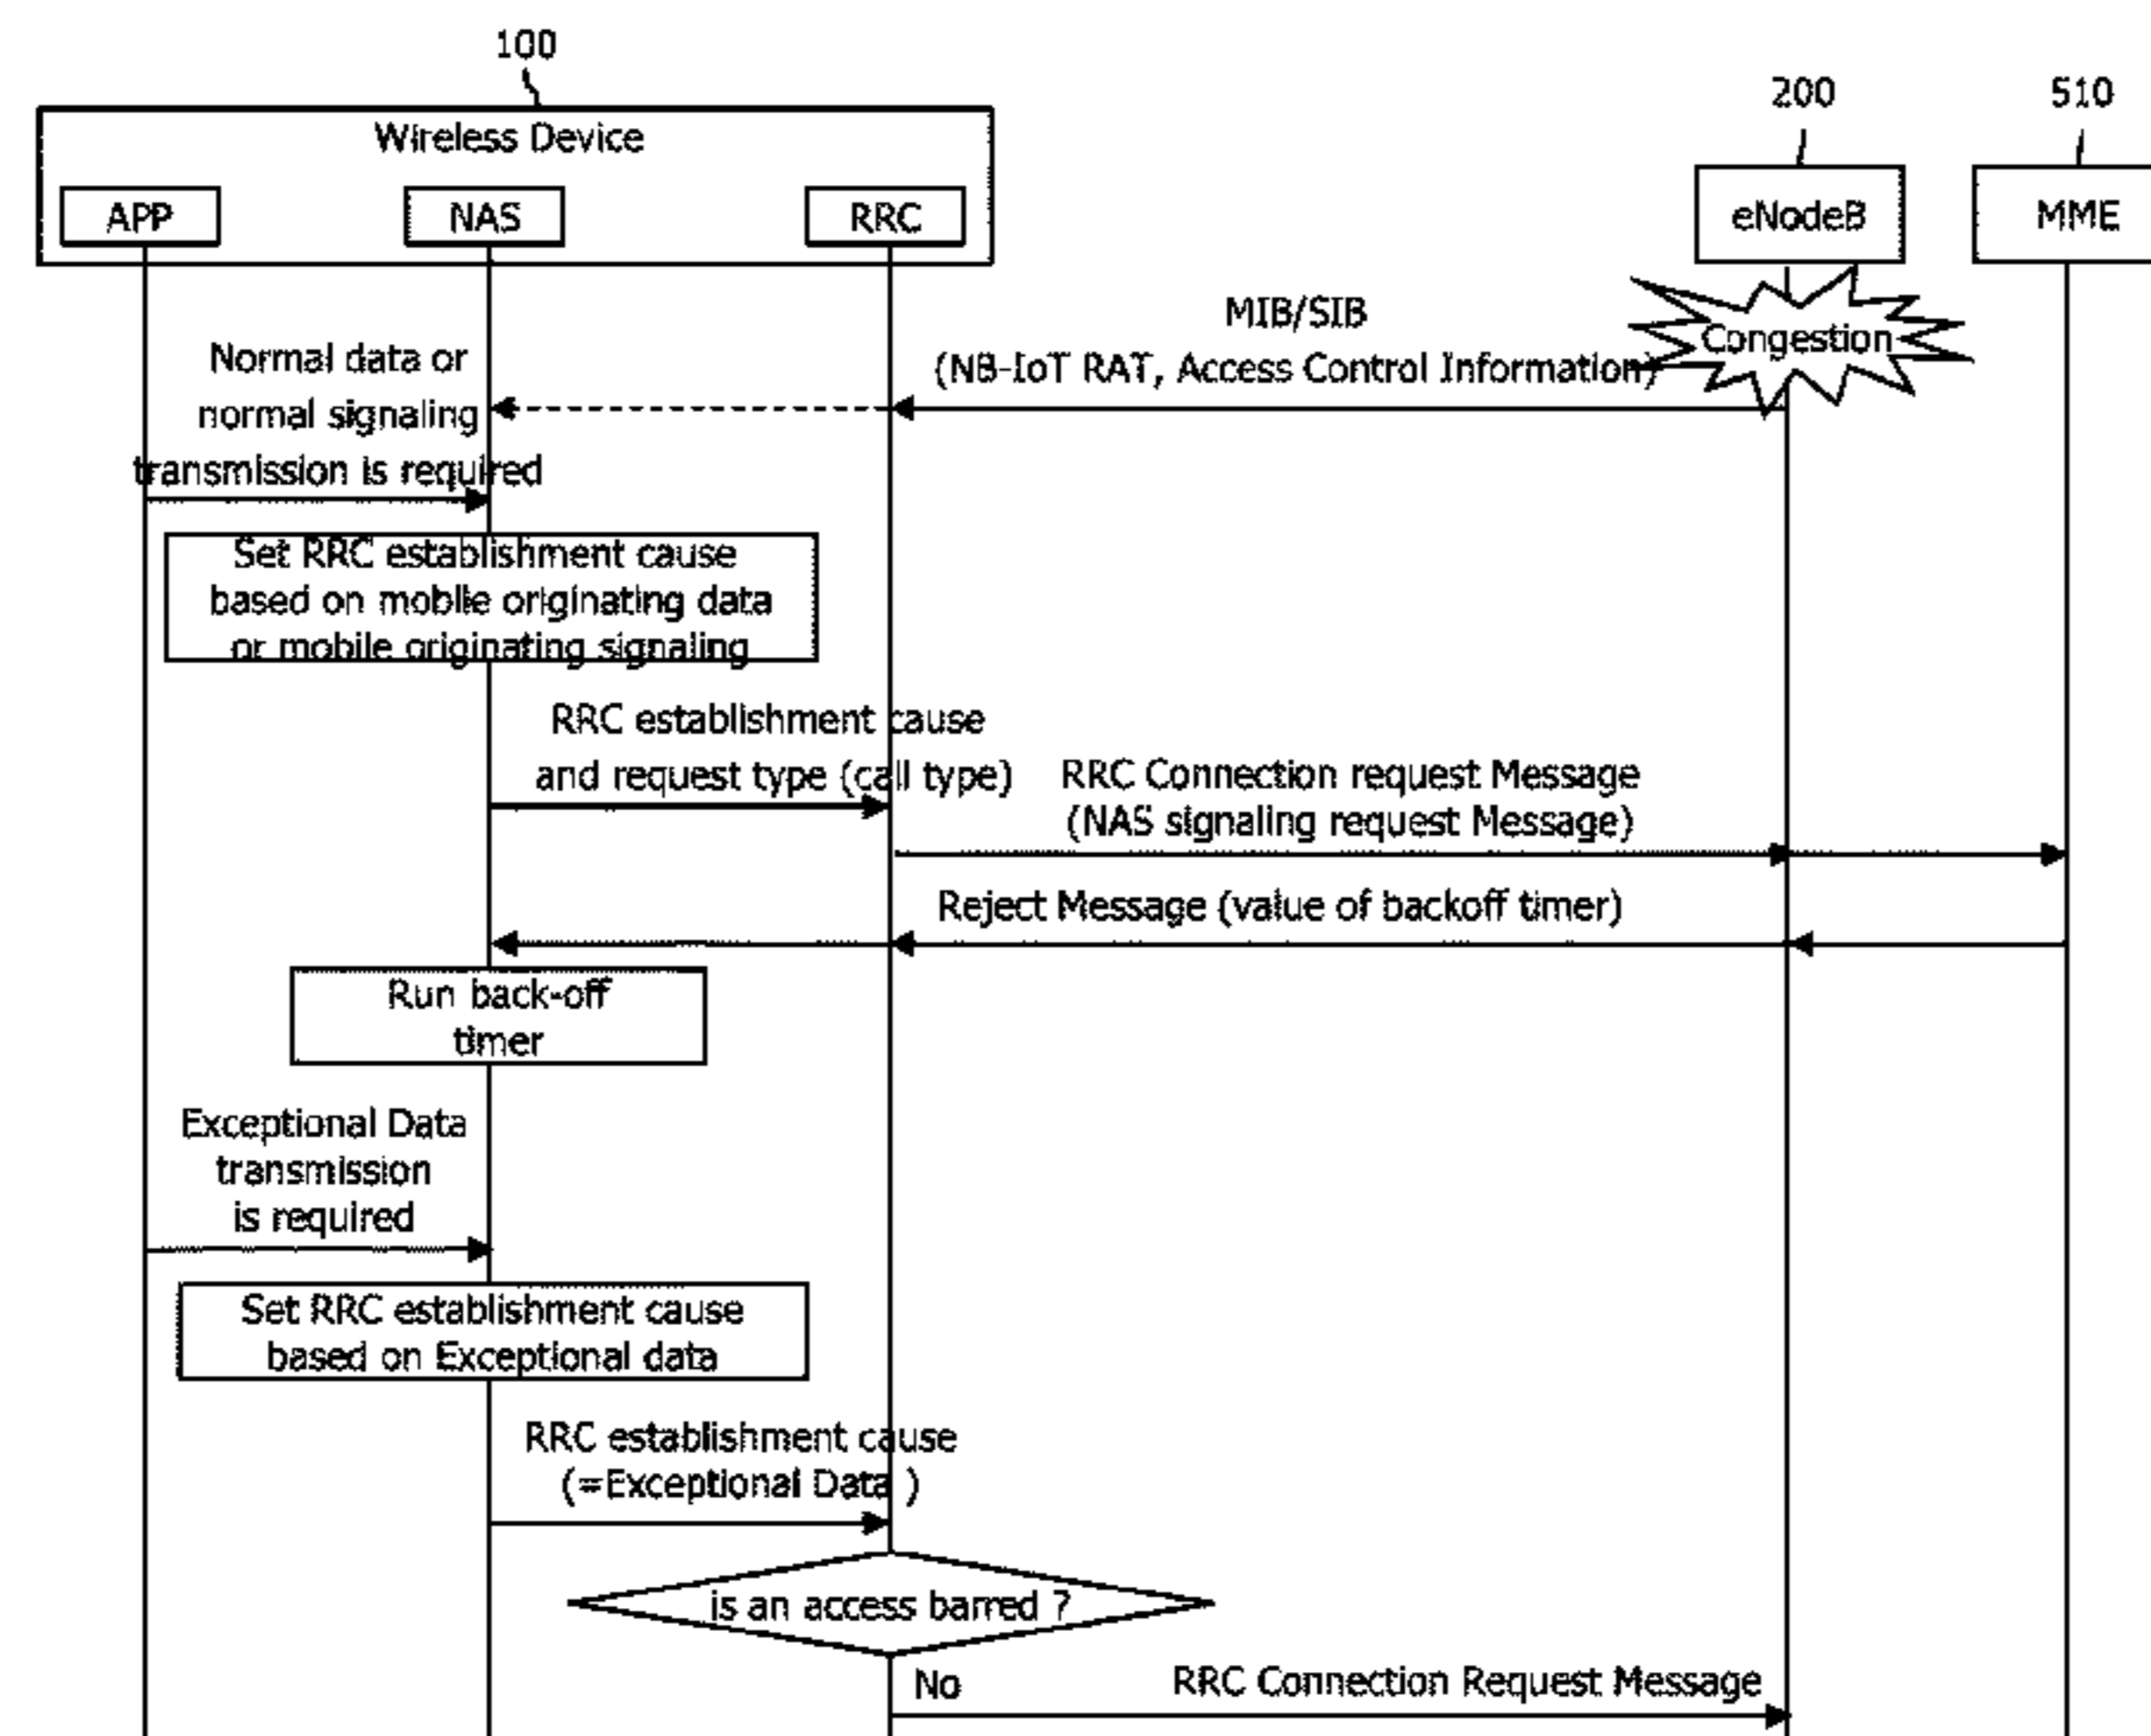 100
Wireless Device
200
510
APP
NAS
RRC
eNodeB
MME
MIB/SIB
(NB-IoT RAT, Access Control Information)
Congestion
Normal data or
normal signaling
transmission is required
Set RRC establishment cause
based on mobile originating data
or mobile originating signaling
RRC establishment cause
and request type (call type)
RRC Connection request Message
(NAS signaling request Message)
Reject Message (value of backoff timer)
Run back-off
timer
Exceptional Data
transmission
is required
Set RRC establishment cause
based on Exceptional data
RRC establishment cause
(=Exceptional Data )
is an access barred ?
No
RRC Connection Request Message